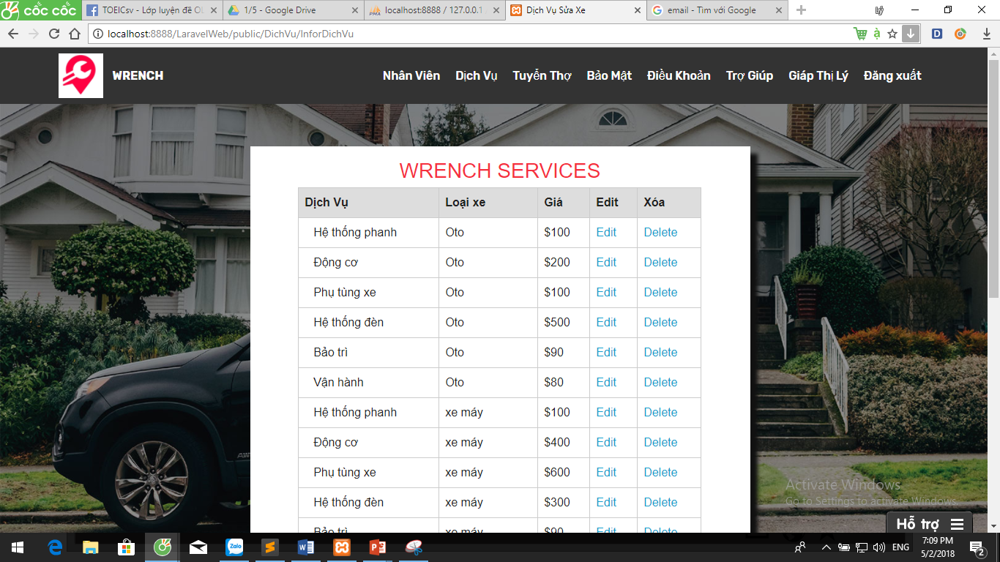 cốc cốc
TOEICsv - Lớp luyện đề OL
1/5 - Google Drive
localhost:8888 / 127.0.0.1
Dịch Vụ Sửa Xe
email - Tìm với Google
localhost:8888/LaravelWeb/public/DichVu/InforDichVu
WRENCH
Nhân Viên Dịch Vụ Tuyển Thợ Bảo Mật Điều Khoản Trợ Giúp Giáp Thị Lý Đăng xuất
WRENCH SERVICES
Dịch Vụ Loại xe Giá Edit Xóa
Hệ thống phanh Oto $100 Edit Delete
Động cơ Oto $200 Edit Delete
Phụ tùng xe Oto $100 Edit Delete
Hệ thống đèn Oto $500 Edit Delete
Bảo trì Oto $90 Edit Delete
Vận hành Oto $80 Edit Delete
Hệ thống phanh xe máy $100 Edit Delete
Động cơ xe máy $400 Edit Delete
Phụ tùng xe xe máy $600 Edit Delete
Hệ thống đèn xe máy $300 Edit Delete
Bảo trì xe máy $90 Edit Delete
Activate Windows
Go to Settings to activate Windows.
Hỗ trợ
ENG
7:09 PM
5/2/2018